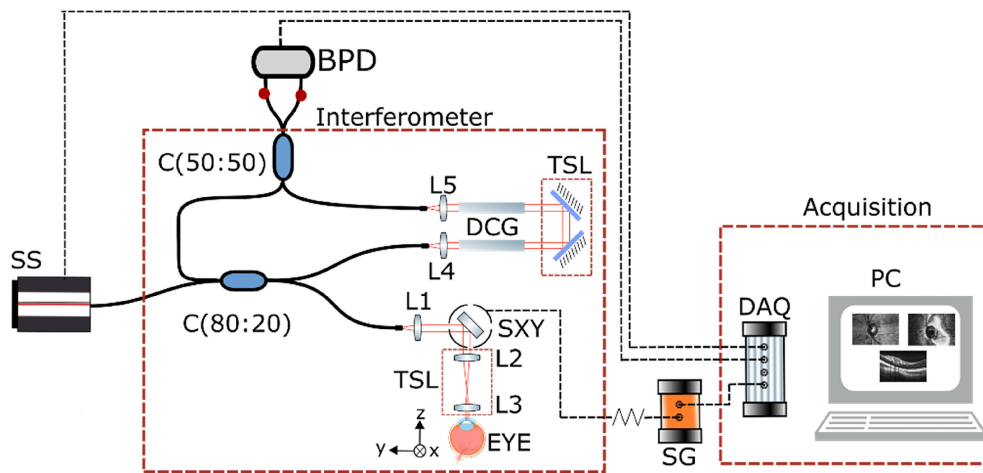 BPD
Interferometer
C(50:50)
TSL
L5
DCG
Acquisition
SS
L4
PC
C(80:20)
L1
DAQ
SXY
L2
TSL
L3
z
y
x
EYE
SG